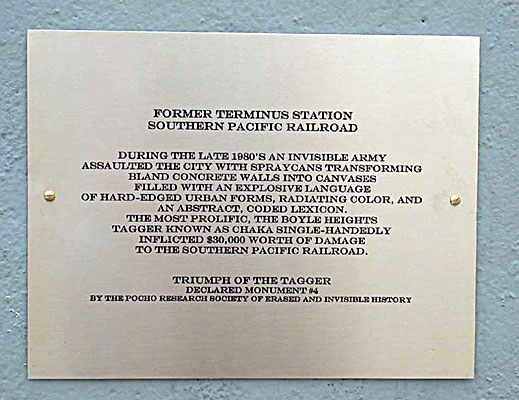 FORMER TERMINUS STATION
SOUTHERN PACIFIC RAILROAD
DURING THE LATE 1980'S AN INVISIBLE ARMY
ASSAULTED THE CITY WITH SPRAYCANS TRANSFORMING
BLAND CONCRETE WALLS INTO CANVASES
FILLED WITH AN EXPLOSIVE LANGUAGE
OF HARD-EDGED URBAN FORMS, RADIATING COLOR, AND
AN ABSTRACT, CODED LEXICON.
THE MOST PROLIFIC, THE BOYLE HEIGHTS
TAGGER KNOWN AS CHAKA SINGLE-HANDEDLY
INFLICTED $30,000 WORTH OF DAMAGE
TO THE SOUTHERN PACIFIC RAILROAD.
TRIUMPH OF THE TAGGER
DECLARED MONUMENT #4
BY THE POCHO RESEARCH SOCIETY OF ERASED AND INVISIBLE HISTORY